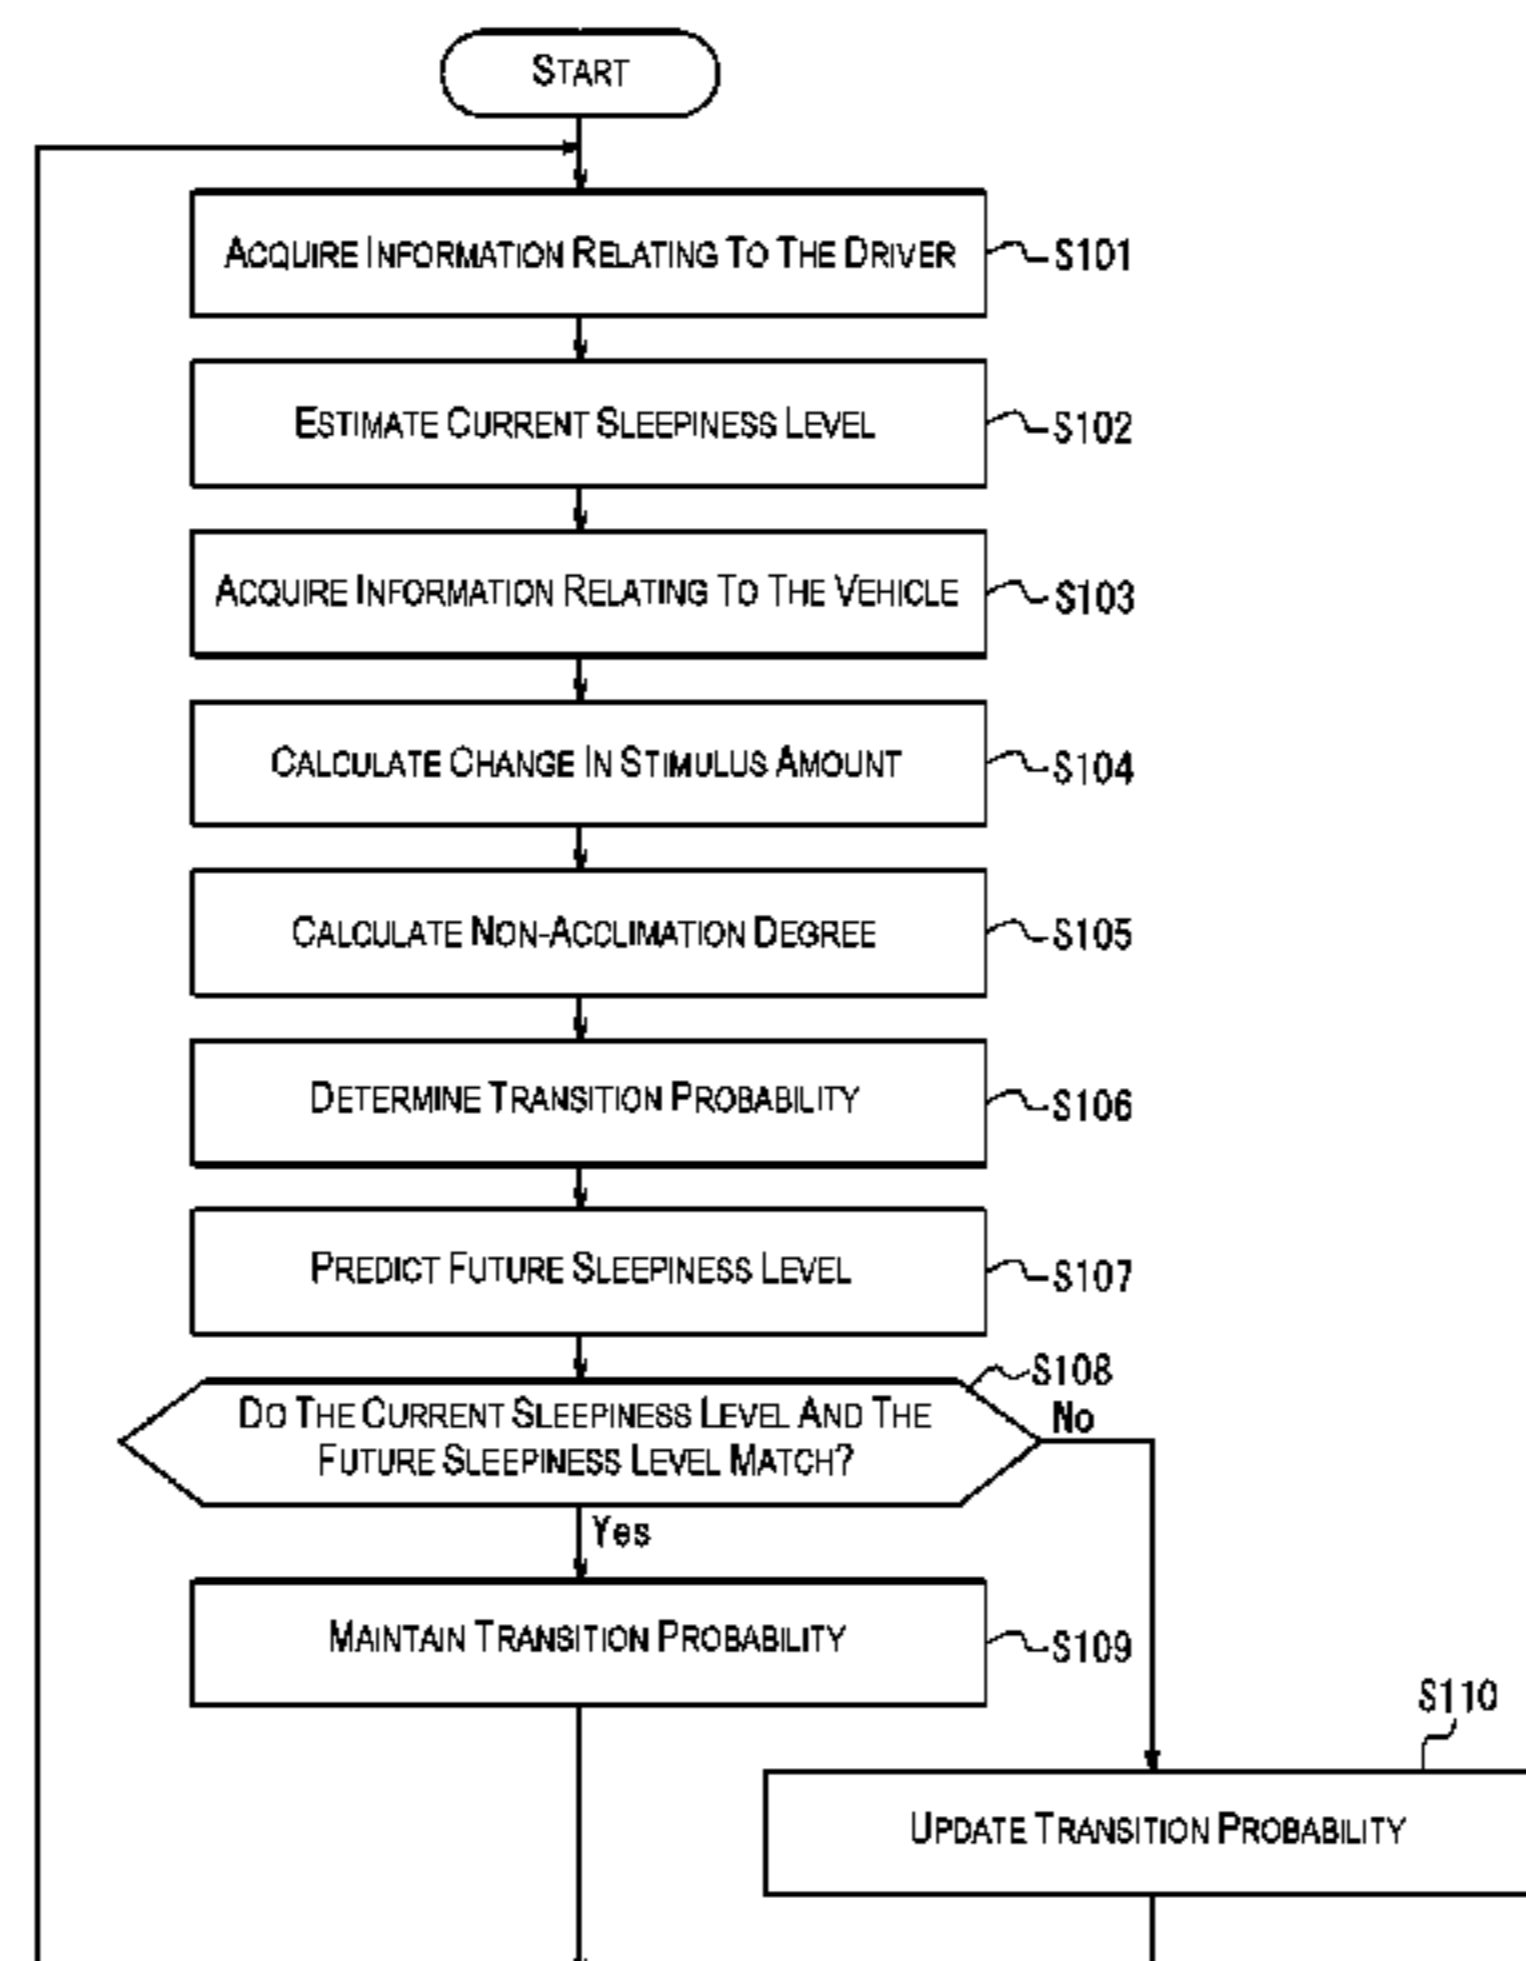 START
ACQUIRE INFORMATION RELATING TO THE DRIVER
S101
ESTIMATE CURRENT SLEEPINESS LEVEL
S102
ACQUIRE INFORMATION RELATING TO THE VEHICLE
S103
CALCULATE CHANGE IN STIMULUS AMOUNT
S104
CALCULATE NON-ACCLIMATION DEGREE
S105
DETERMINE TRANSITION PROBABILITY
S106
PREDICT FUTURE SLEEPINESS LEVEL
S107
S108
DO THE CURRENT SLEEPINESS LEVEL AND THE
FUTURE SLEEPINESS LEVEL MATCH?
No
Yes
MAINTAIN TRANSITION PROBABILITY
S109
S110
UPDATE TRANSITION PROBABILITY